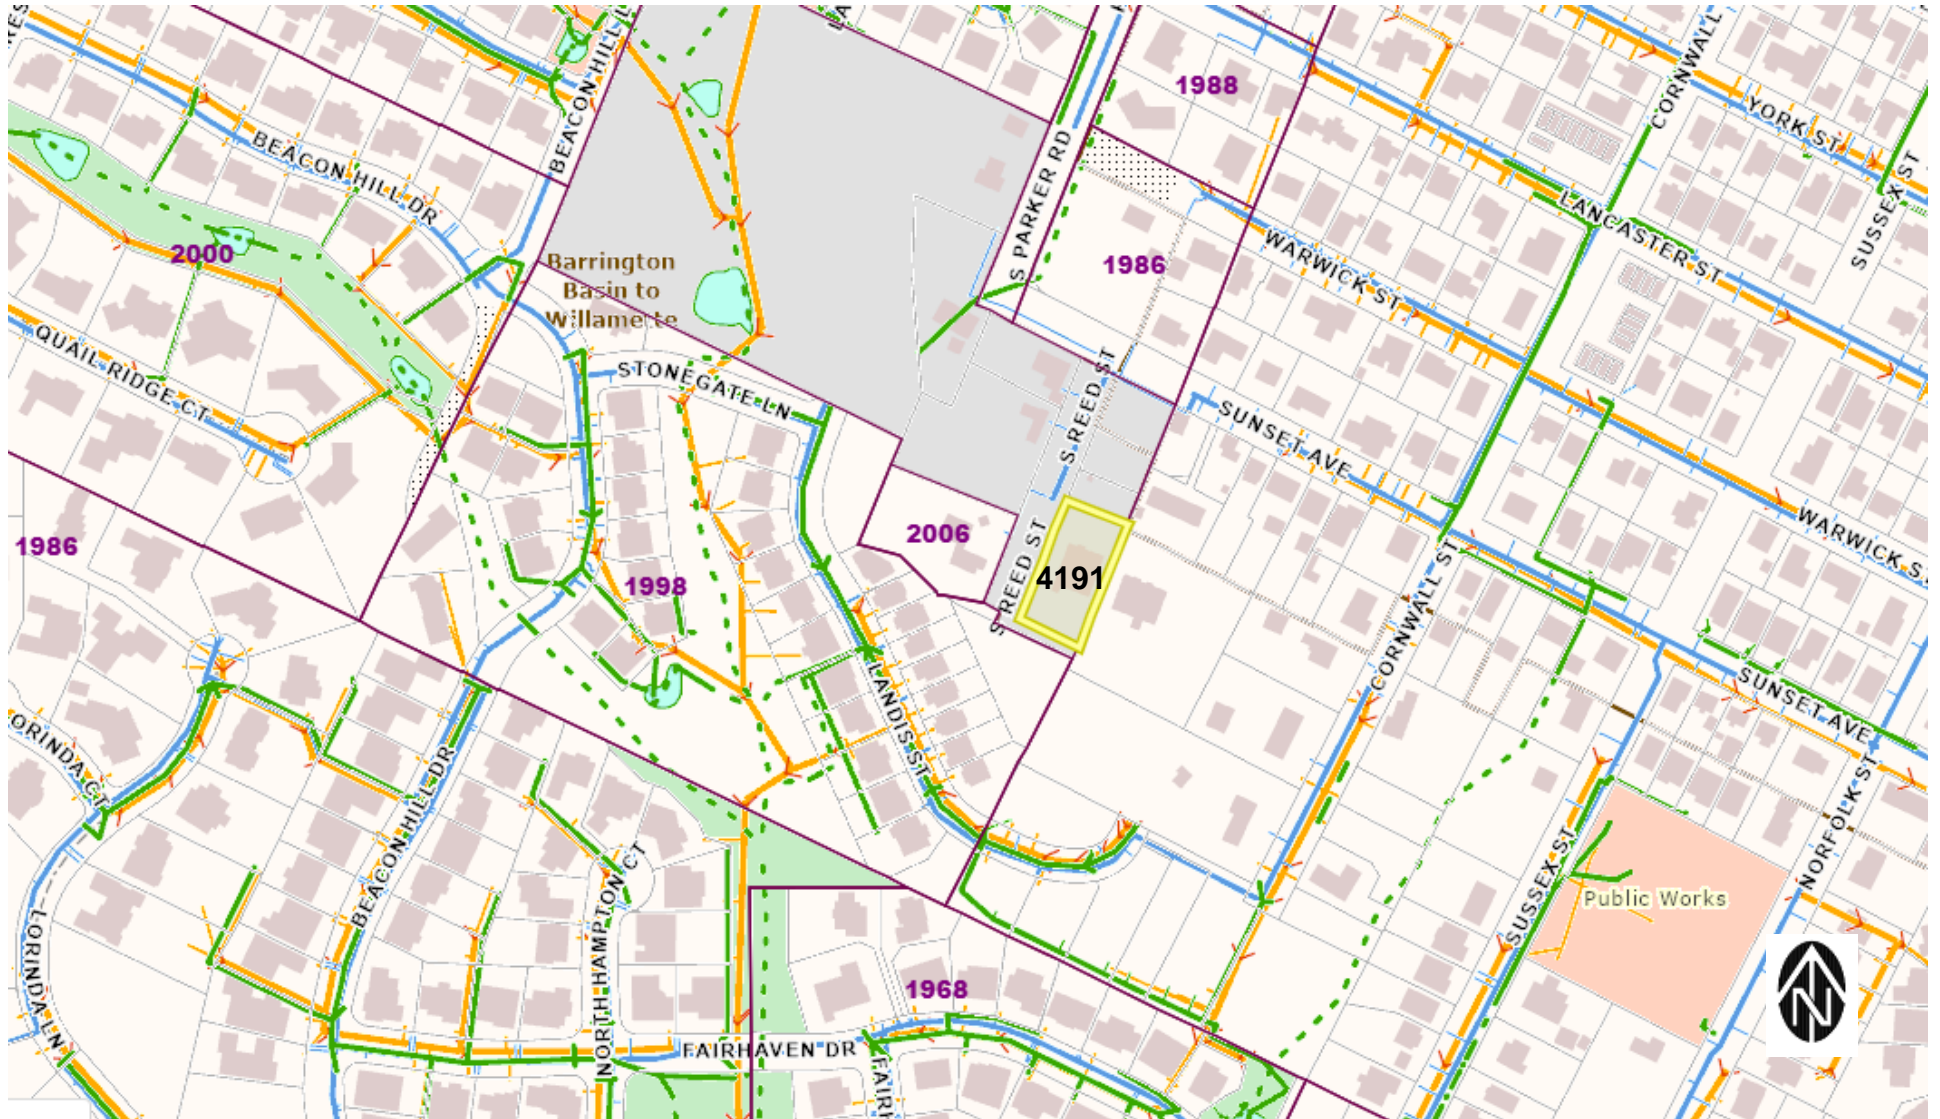 BEACON HILL
S PARKER RD
1988
CORNWALL
YORK ST
SUSSEX ST
BEACON HILL DR
2000
Barrington
Basin to
Willamette
1986
LANCASTER ST
WARWICK ST
QUAIL RIDGE CT
STONEGATE LN
S REED ST
SUNSET AVE
1986
2006
S REED ST
4191
1998
WARWICK S
CORNWALL ST
LANDIS ST
SUNSET AVE
ORINDA CT
BEACON HILL DR
NORTH HAMPTON CT
SUSSEX ST
NORFOLK ST
Public Works
LORINDA LN
1968
FAIRHAVEN DR
FAIRH
N